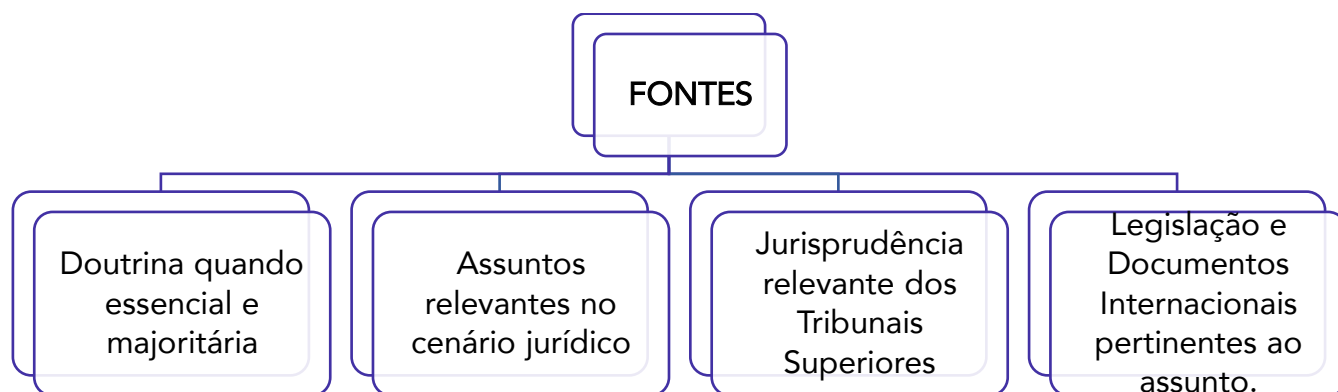 FONTES
Doutrina quando
essencial e
majoritária
Assuntos
relevantes no
cenário jurídico
Jurisprudência
relevante dos
Tribunais
Superiores
Legislação e
Documentos
Internacionais
pertinentes ao
assunto.